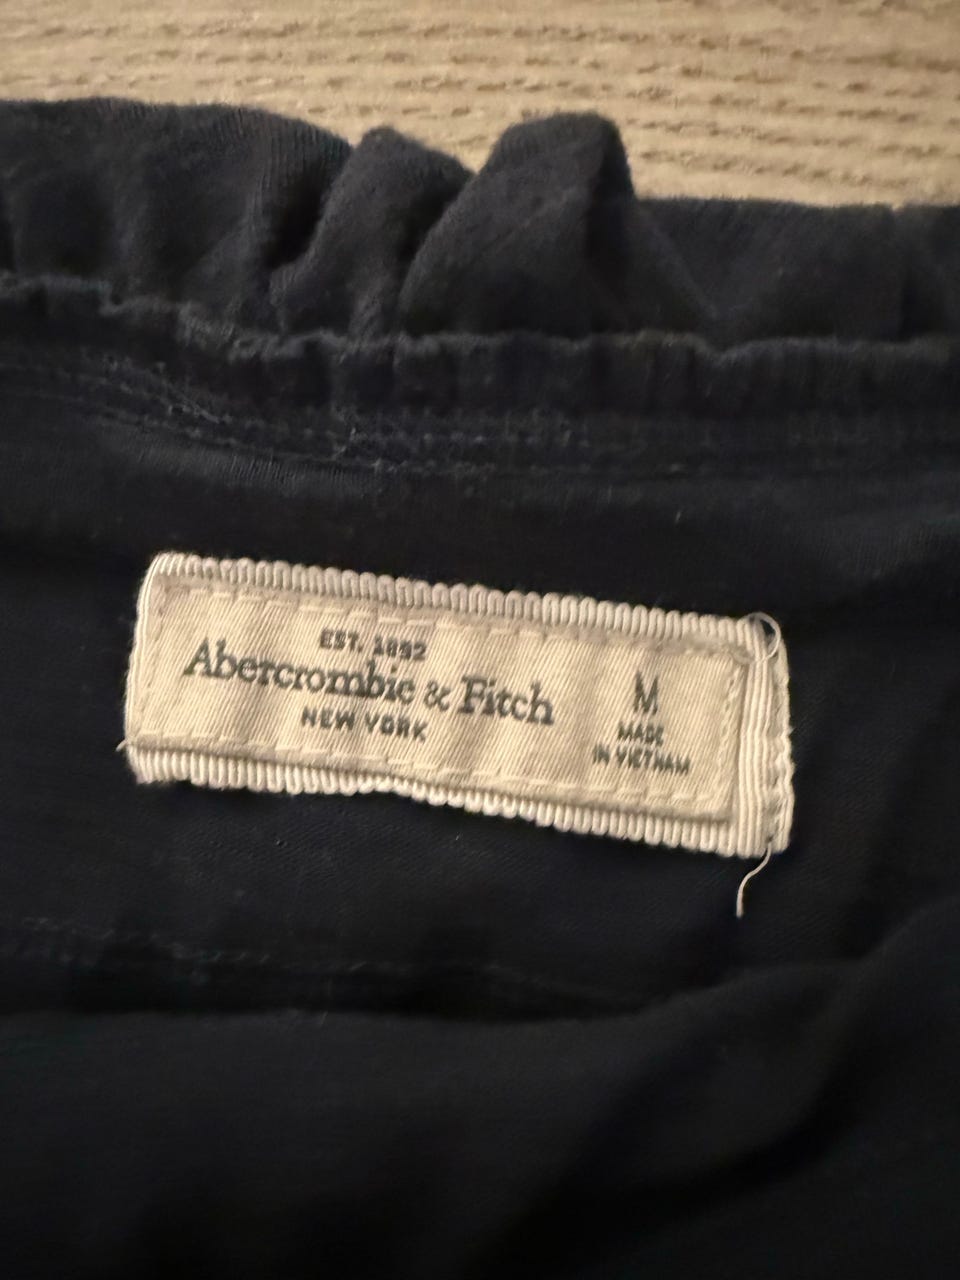 EST. 1892
Abercrombie & Fitch
NEW YORK
M
MADE
IN VIETNAM